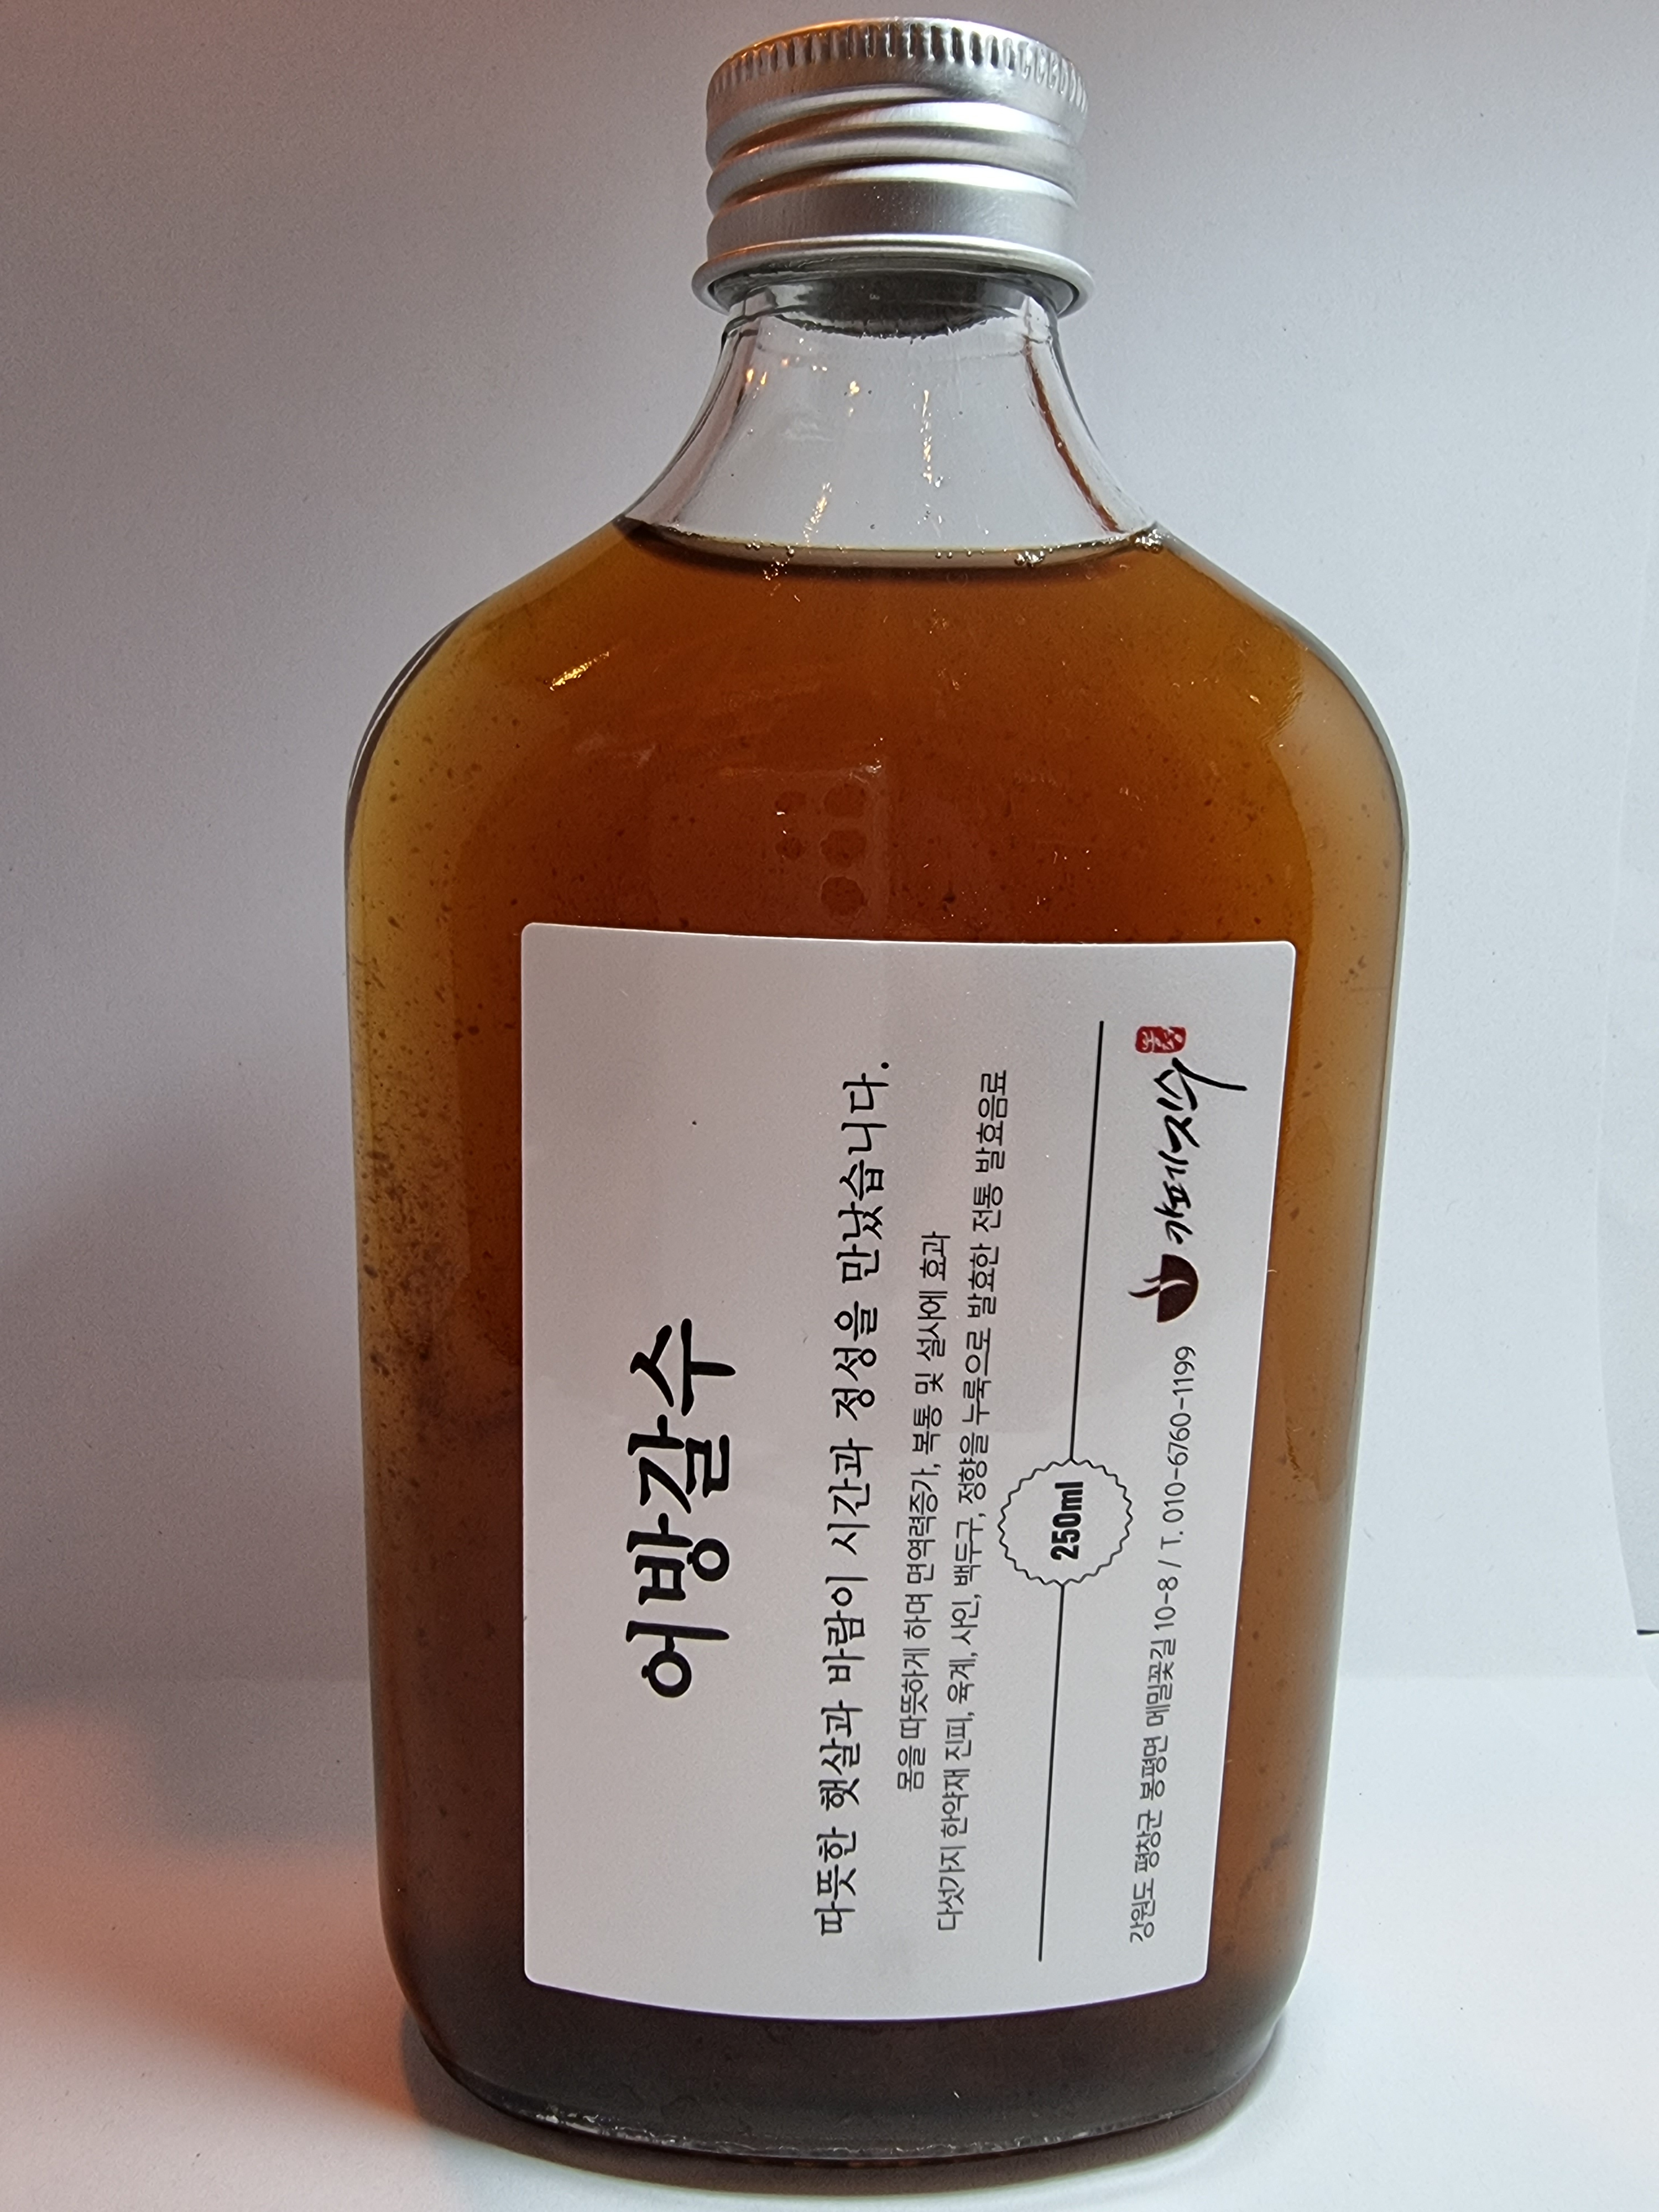 어방갈수
따뜻한 햇살과 바람이 시간과 정성을 만났습니다.
몸을 따뜻하게 하며 면역력증가, 복통 및 설사에 효과
다섯가지 한약재 진피, 육계, 사인, 백두구, 정향을 누룩으로 발효한 전통 발효음료
250ml
강원도 평창군 봉평면 메밀꽃길 10-8 / T. 010-6760-1199